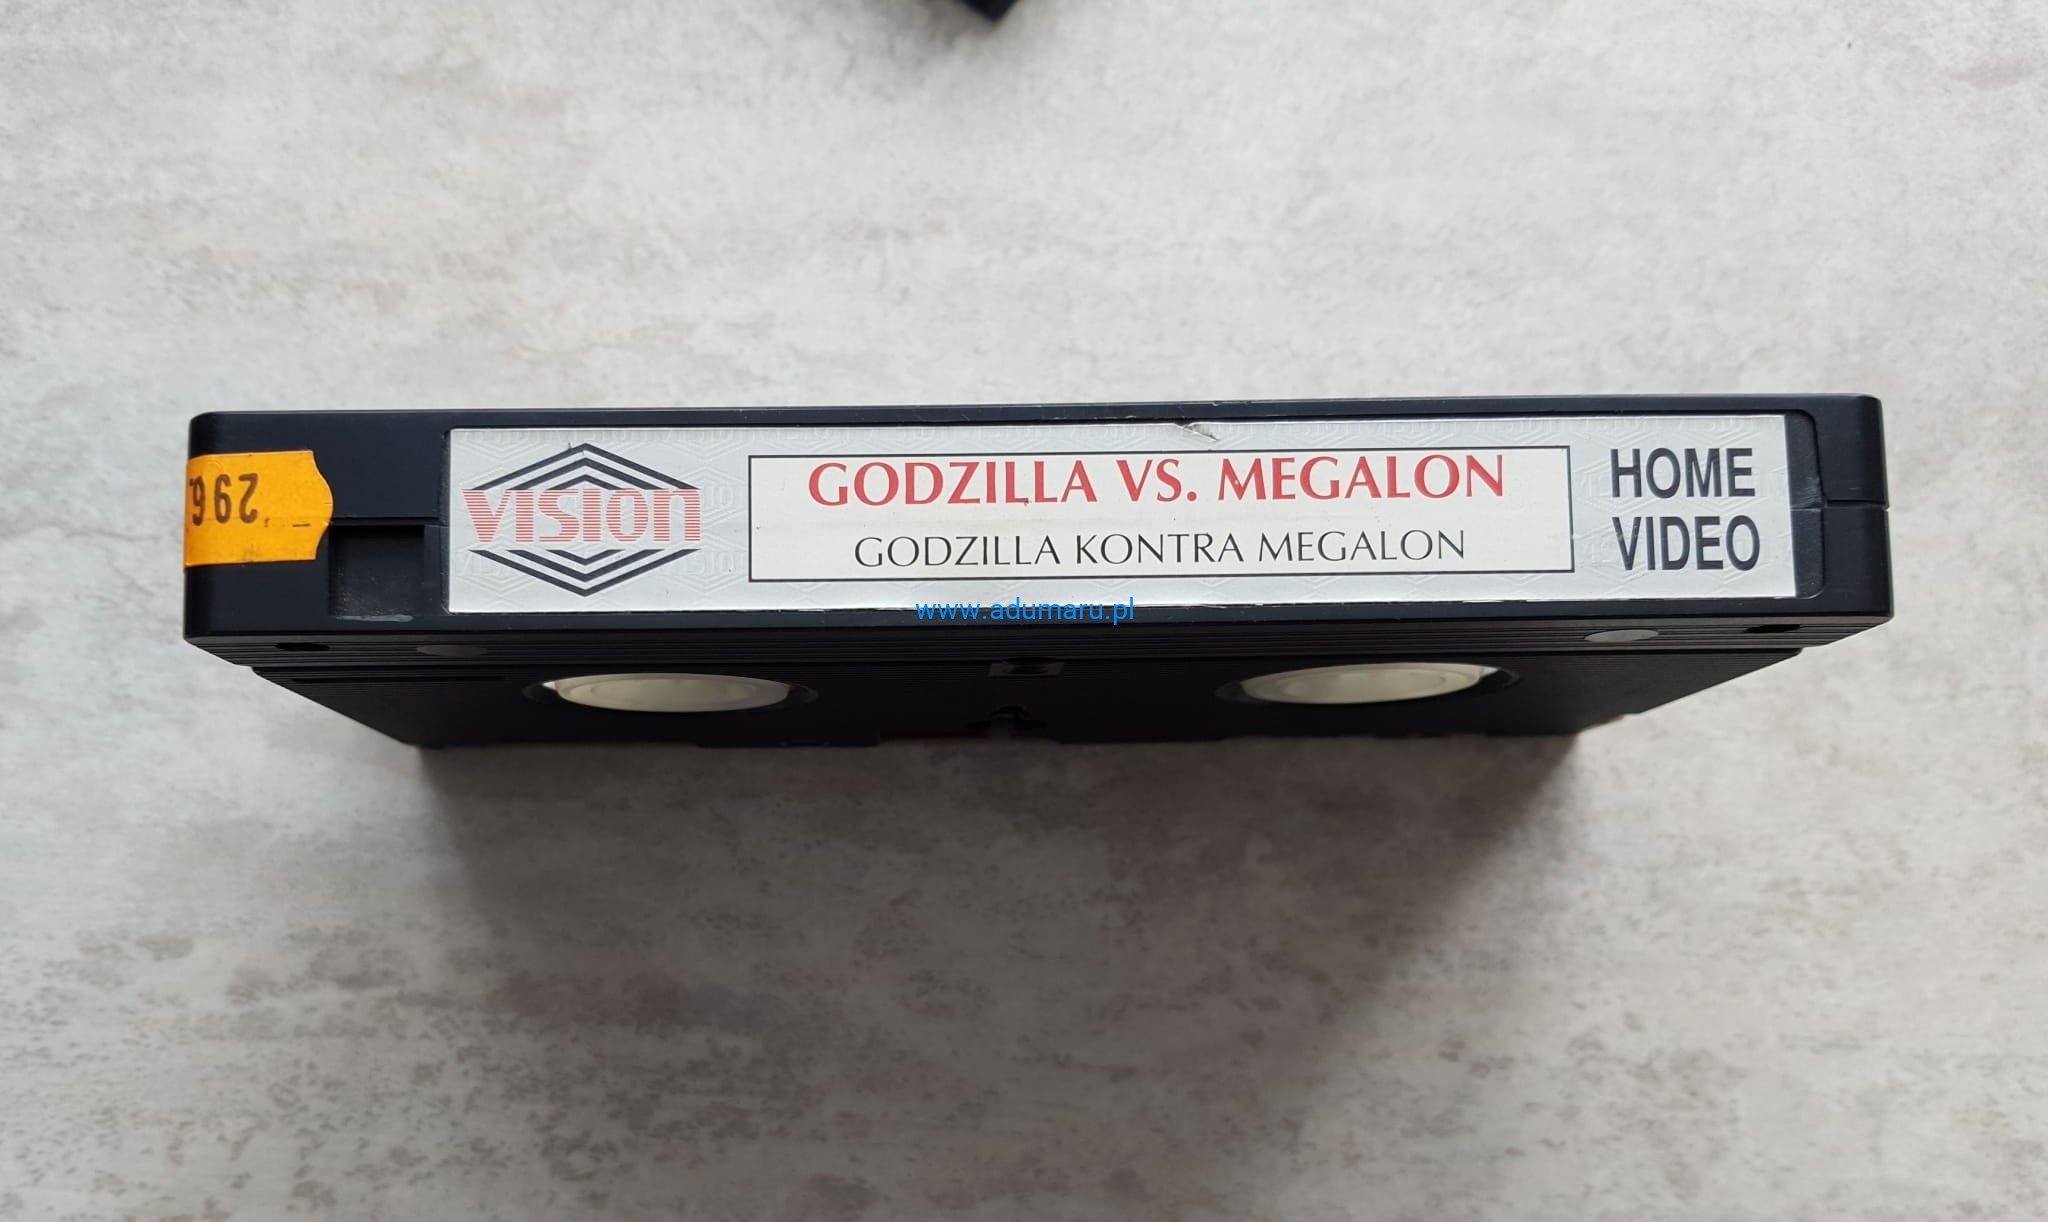 296.
VISION
GODZILLA VS. MEGALON
GODZILLA KONTRA MEGALON
HOME
VIDEO
www.adumaru.pl